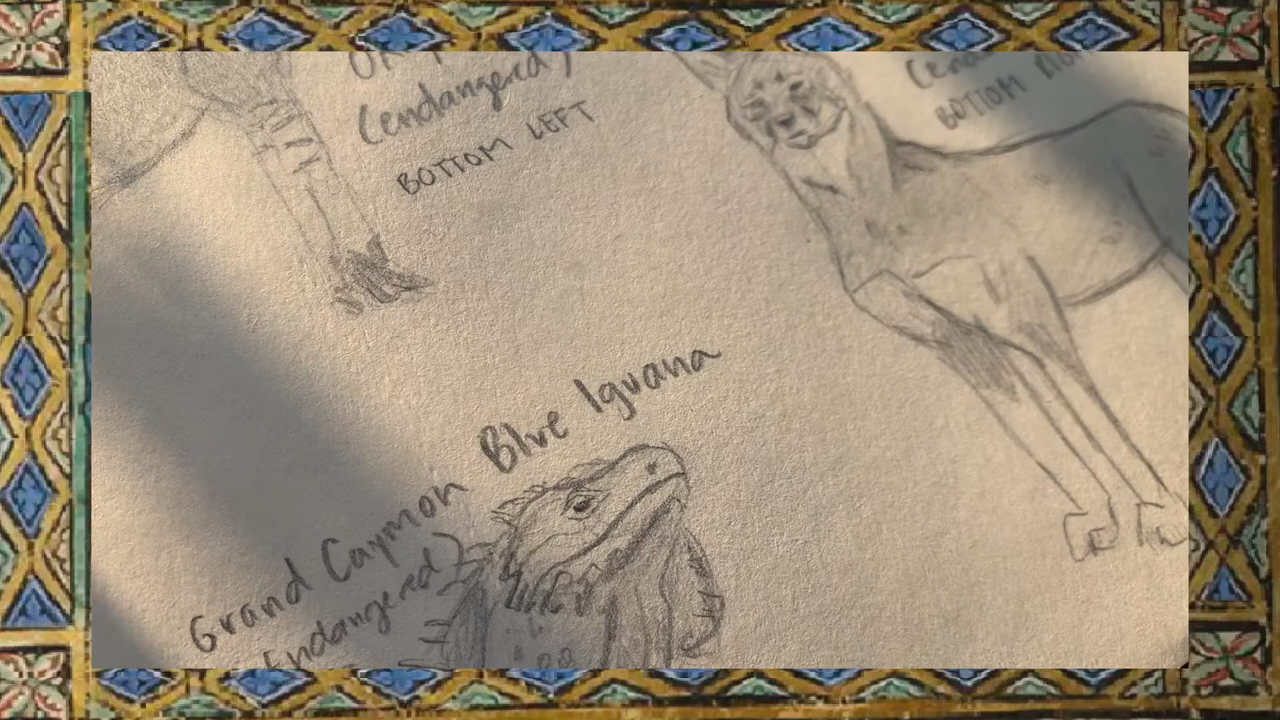 (endangered)
BOTTOM LEFT
BOTTOM
Grand Caymon Blue Iguana
Endangered)